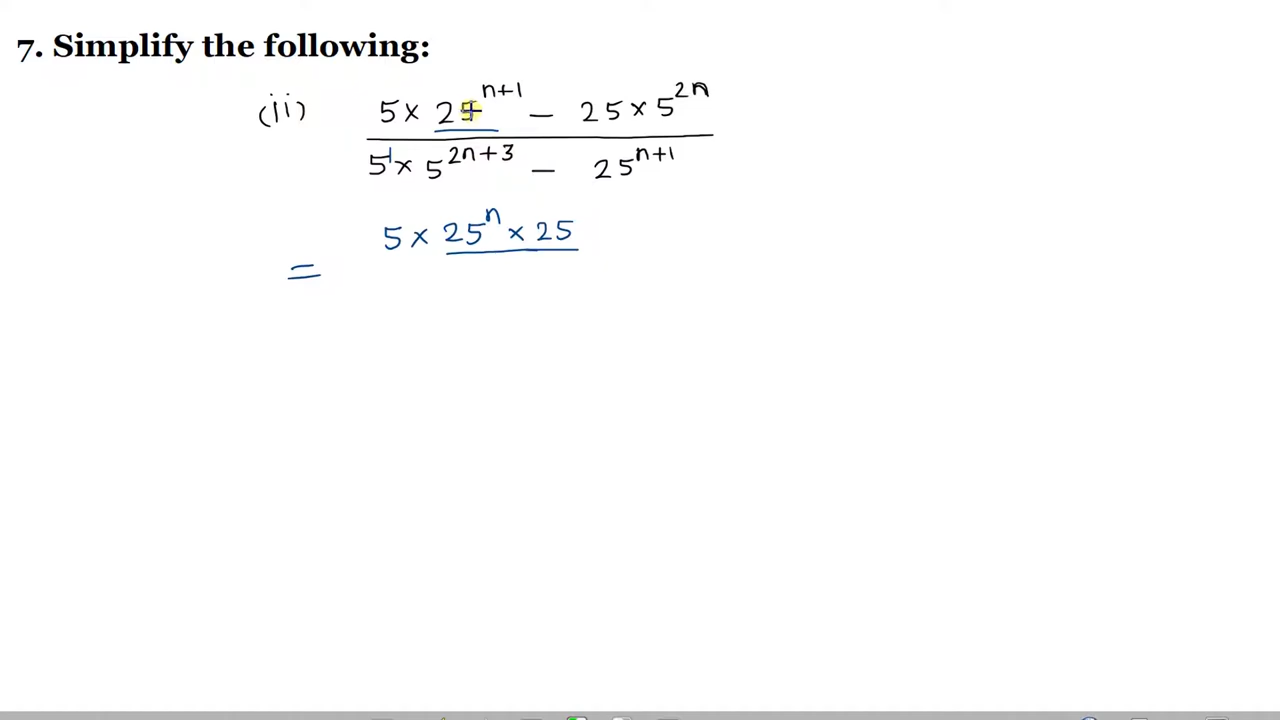 7. Simplify the following:
(ii) 5 × 25^(n+1) − 25 × 5^(2n)
5^1 × 5^(2n+3) − 25^(n+1)
5 × 25^n × 25
=